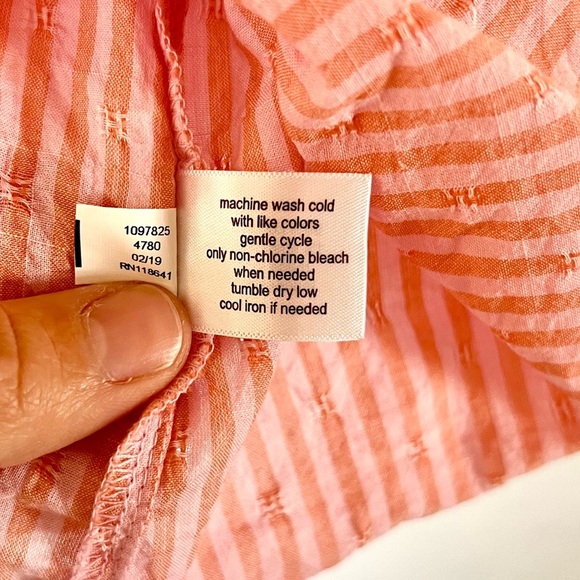 1097825
4780
02/19
RN118641
machine wash cold
with like colors
gentle cycle
only non-chlorine bleach
when needed
tumble dry low
cool iron if needed